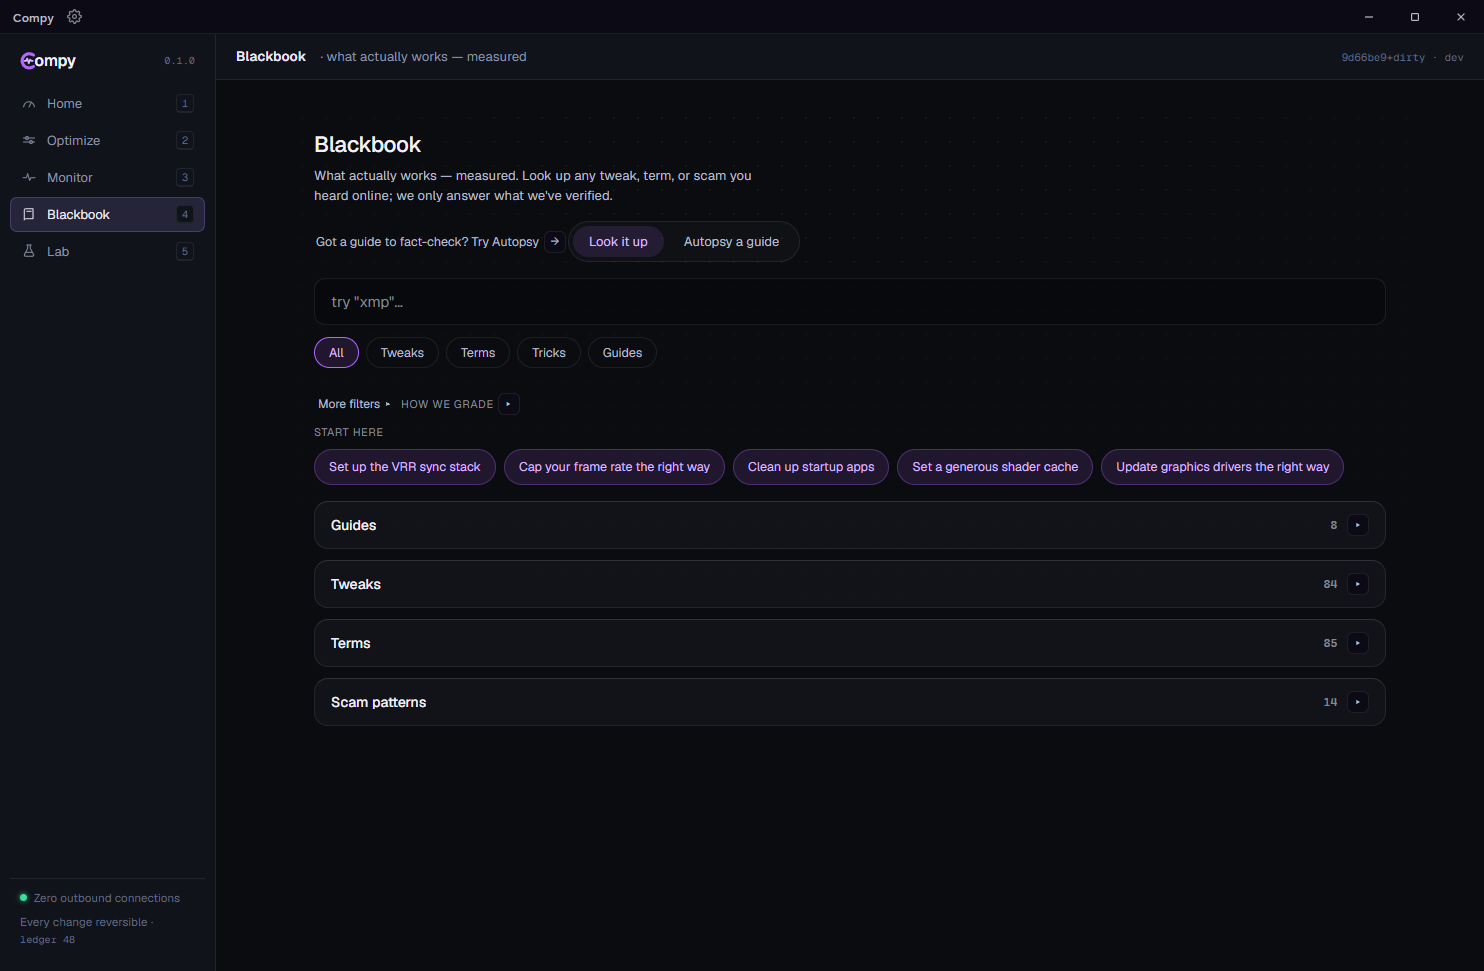 Compy
Compy 0.1.0
Home 1
Optimize 2
Monitor 3
Blackbook 4
Lab 5
Zero outbound connections
Every change reversible ·
ledger 48
Blackbook · what actually works — measured
9d66be9+dirty · dev
Blackbook
What actually works — measured. Look up any tweak, term, or scam you
heard online; we only answer what we've verified.
Got a guide to fact-check? Try Autopsy → Look it up Autopsy a guide
try "xmp"...
All Tweaks Terms Tricks Guides
More filters ▸ HOW WE GRADE ▸
START HERE
Set up the VRR sync stack Cap your frame rate the right way Clean up startup apps Set a generous shader cache Update graphics drivers the right way
Guides 8 ▸
Tweaks 84 ▸
Terms 85 ▸
Scam patterns 14 ▸